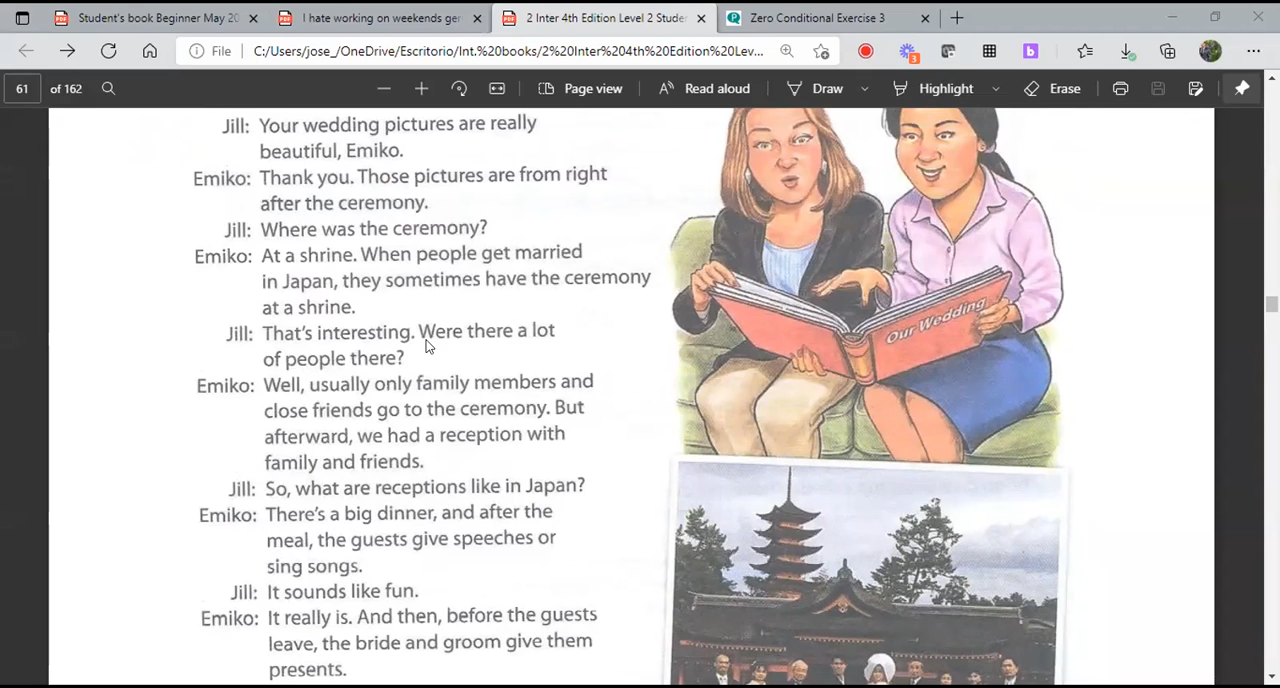 Student's book Beginner May 20
I hate working on weekends ger
2 Inter 4th Edition Level 2 Stude
Zero Conditional Exercise 3
File
C:/Users/jose_/OneDrive/Escritorio/Int.%20books/2%20Inter%204th%20Edition%20Lev...
3
b
61 of 162
Page view
Read aloud
Draw
Highlight
Erase
Jill: Your wedding pictures are really
beautiful, Emiko.
Emiko: Thank you. Those pictures are from right
after the ceremony.
Jill: Where was the ceremony?
Emiko: At a shrine. When people get married
in Japan, they sometimes have the ceremony
at a shrine.
Jill: That's interesting. Were there a lot
of people there?
Emiko: Well, usually only family members and
close friends go to the ceremony. But
afterward, we had a reception with
family and friends.
Jill: So, what are receptions like in Japan?
Emiko: There's a big dinner, and after the
meal, the guests give speeches or
sing songs.
Jill: It sounds like fun.
Emiko: It really is. And then, before the guests
leave, the bride and groom give them
presents.
Our Wedding